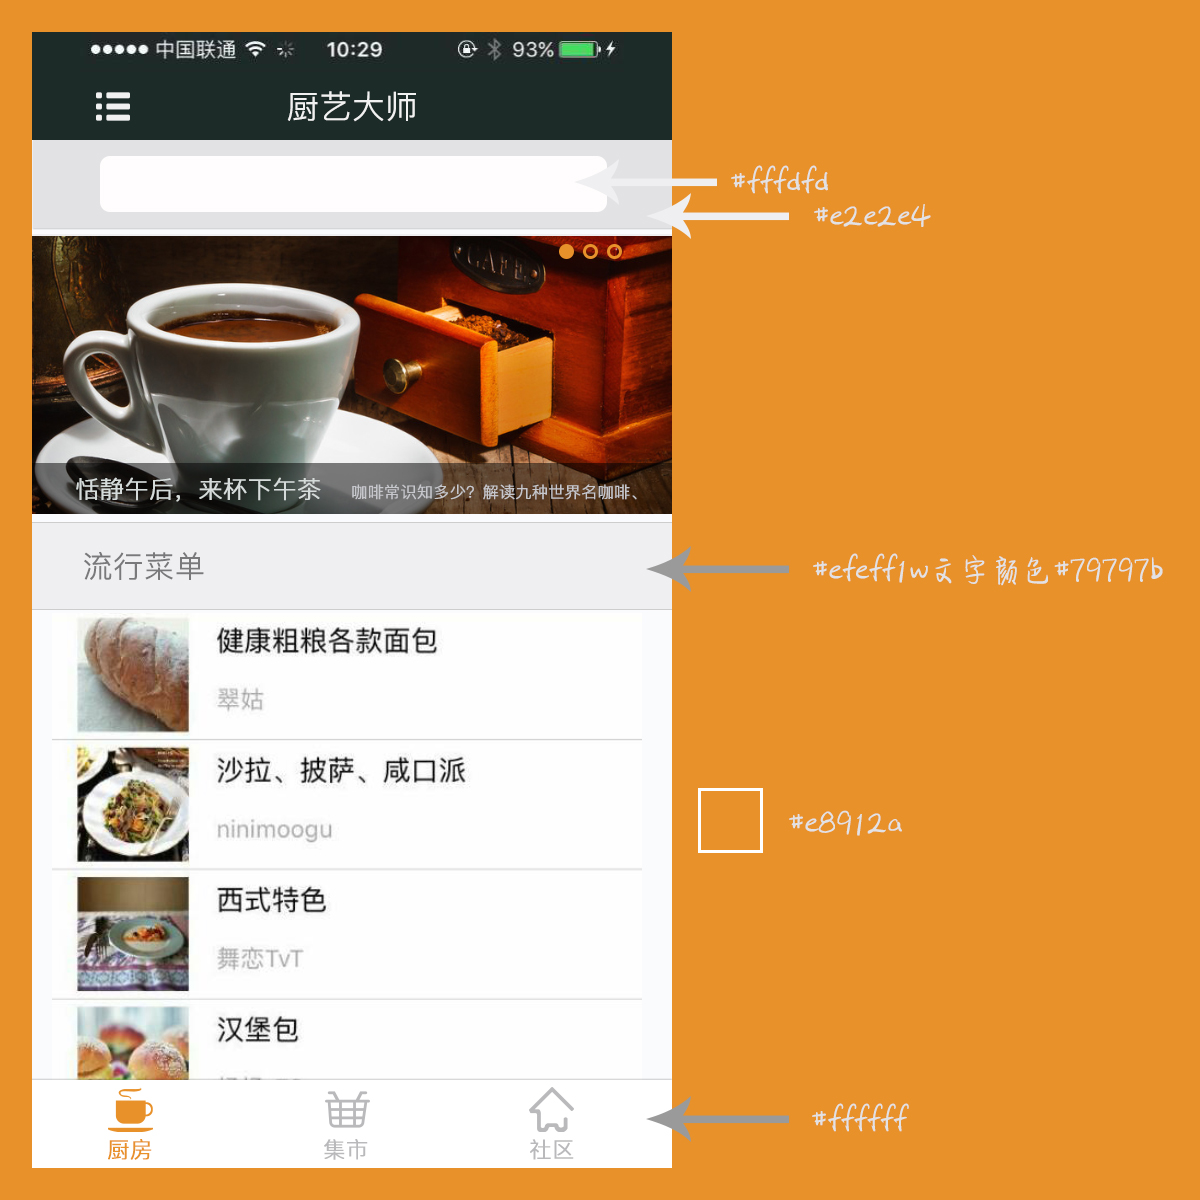 中国联通 10:29 93%
厨艺大师
#fffdfd
#e2e2e4
CAFE
恬静午后，来杯下午茶 咖啡常识知多少？解读九种世界名咖啡、
流行菜单
#efeff1w文字颜色#79797b
健康粗粮各款面包
翠姑
沙拉、披萨、咸口派
ninimoogu
#e8912a
西式特色
舞恋TvT
汉堡包
#ffffff
厨房 集市 社区